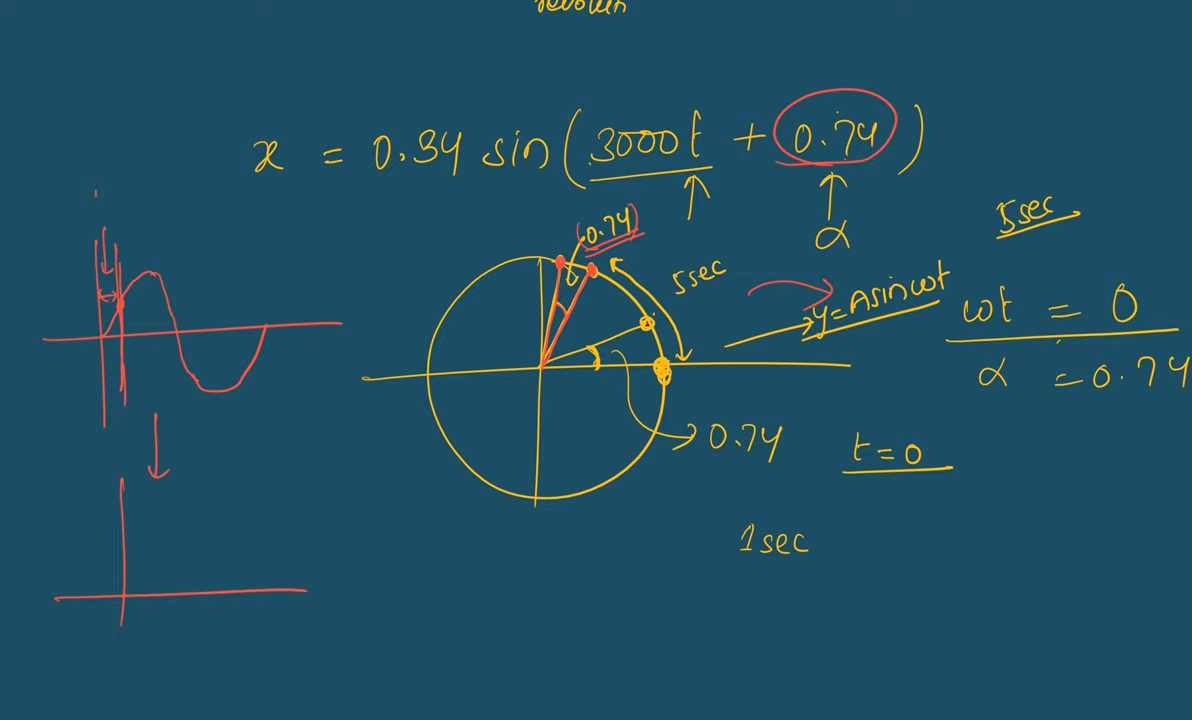 x = 0.34 sin(3000t + 0.74)
α
(0.74)
5sec
5sec
y = Asinωt
ωt = 0
α = 0.74
0.74
t = 0
1sec